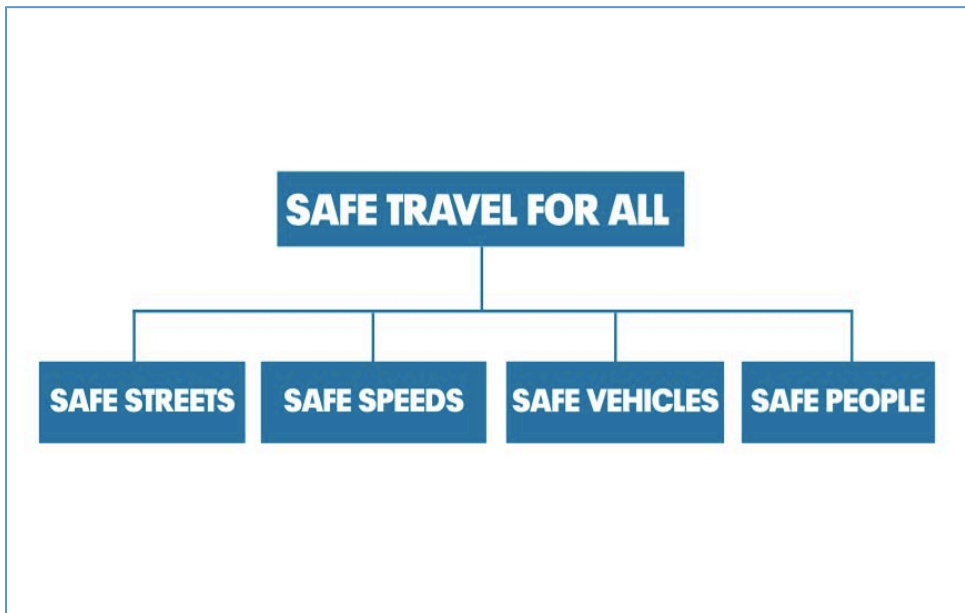 SAFE TRAVEL FOR ALL
SAFE STREETS
SAFE SPEEDS
SAFE VEHICLES
SAFE PEOPLE